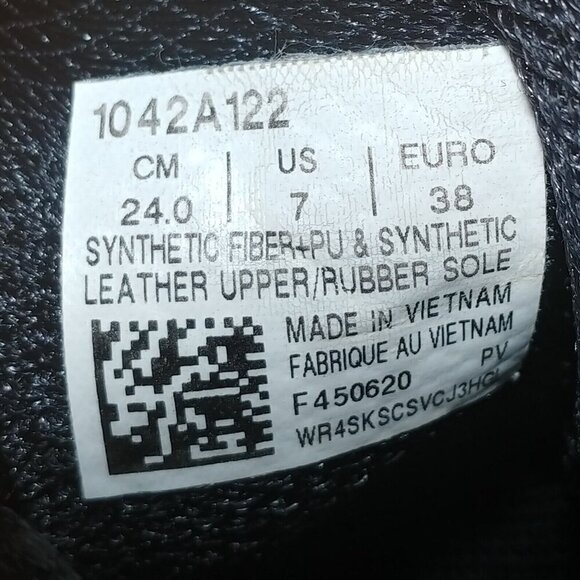 1042A122
CM | US | EURO
24.0 | 7 | 38
SYNTHETIC FIBER+PU & SYNTHETIC
LEATHER UPPER/RUBBER SOLE
MADE IN VIETNAM
FABRIQUE AU VIETNAM
F450620 PV